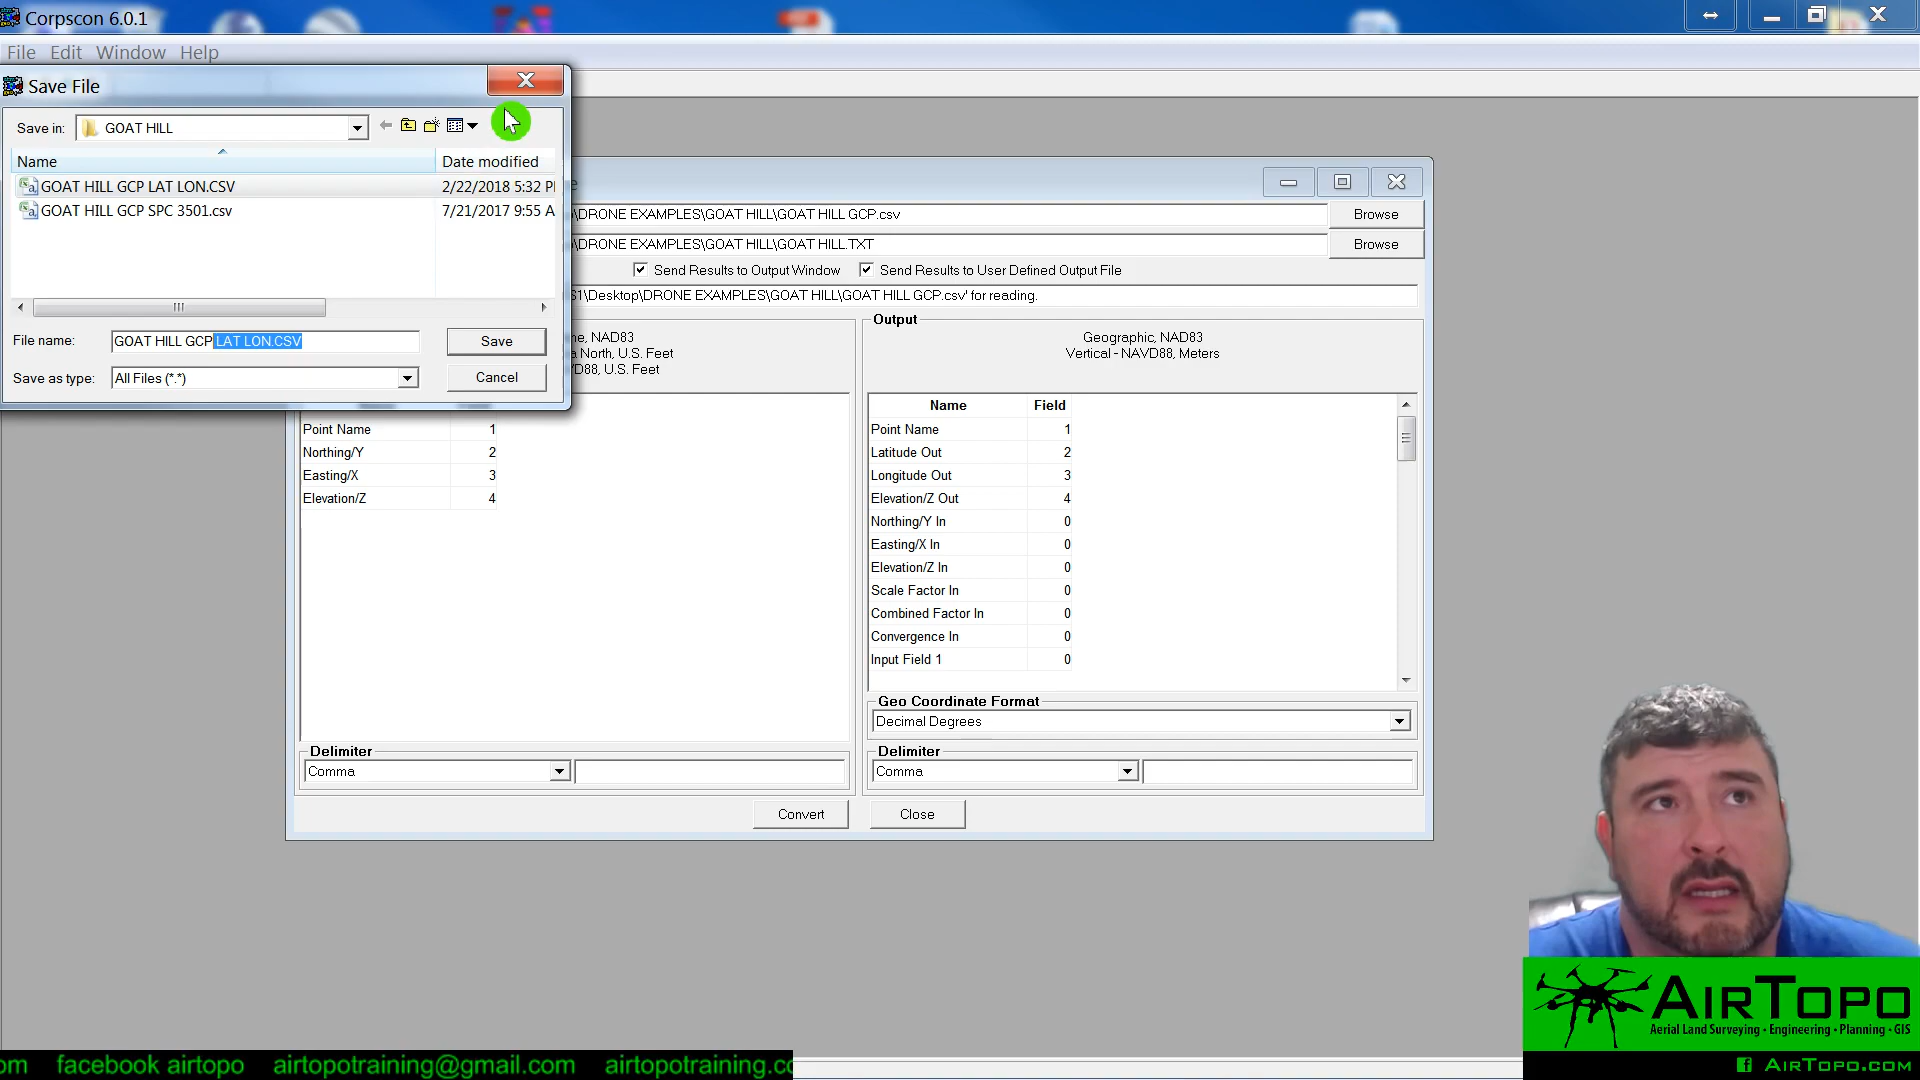 Corpscon 6.0.1
File Edit Window Help
Save File
Save in: GOAT HILL
Name Date modified
GOAT HILL GCP LAT LON.CSV 2/22/2018 5:32 P
GOAT HILL GCP SPC 3501.csv 7/21/2017 9:55 A
File name: GOAT HILL GCP LAT LON.CSV Save
Save as type: All Files (*.*) Cancel
\DRONE EXAMPLES\GOAT HILL\GOAT HILL GCP.csv Browse
\DRONE EXAMPLES\GOAT HILL\GOAT HILL.TXT Browse
Send Results to Output Window Send Results to User Defined Output File
S1\Desktop\DRONE EXAMPLES\GOAT HILL\GOAT HILL GCP.csv' for reading.
ne, NAD83
a North, U.S. Feet
D88, U.S. Feet
Point Name 1
Northing/Y 2
Easting/X 3
Elevation/Z 4
Delimiter
Comma
Output
Geographic, NAD83
Vertical - NAVD88, Meters
Name Field
Point Name 1
Latitude Out 2
Longitude Out 3
Elevation/Z Out 4
Northing/Y In 0
Easting/X In 0
Elevation/Z In 0
Scale Factor In 0
Combined Factor In 0
Convergence In 0
Input Field 1 0
Geo Coordinate Format
Decimal Degrees
Delimiter
Comma
Convert Close
AIRTOPO
Aerial Land Surveying • Engineering • Planning • GIS
f AIRTOPO.COM
om facebook airtopo airtopotraining@gmail.com airtopotraining.c